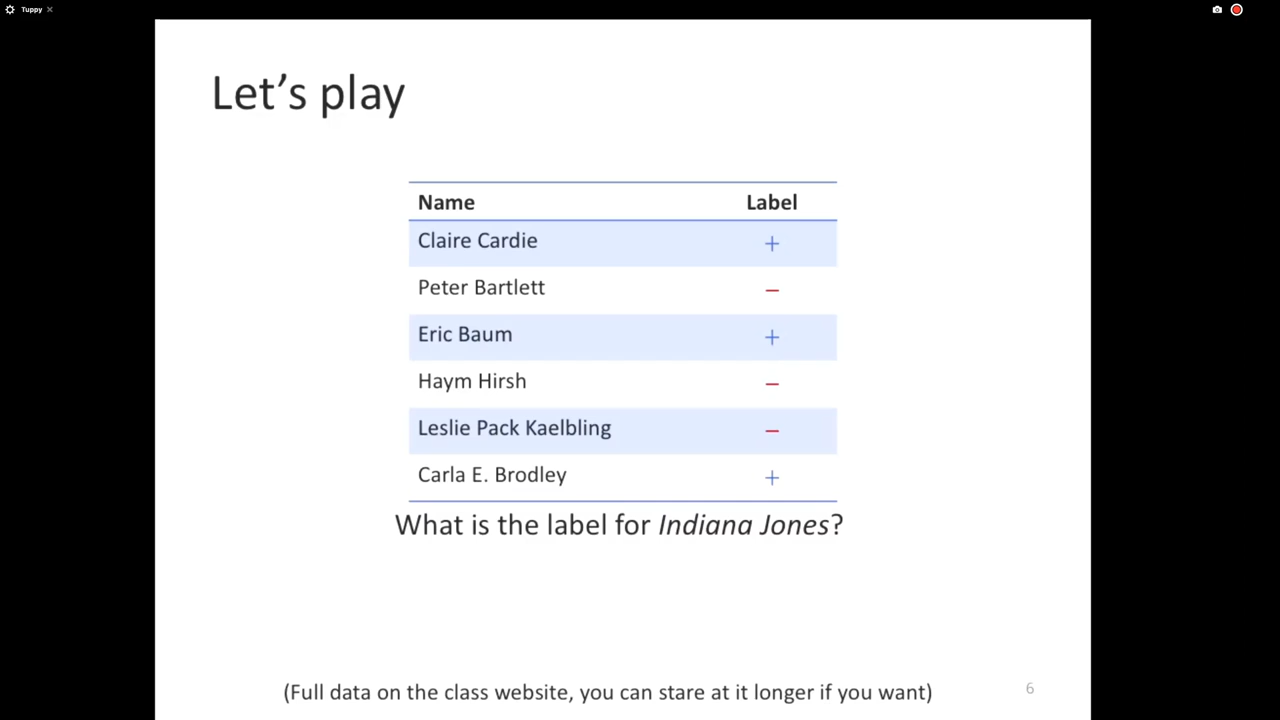 Tuppy
Let's play
Name Label
Claire Cardie +
Peter Bartlett −
Eric Baum +
Haym Hirsh −
Leslie Pack Kaelbling −
Carla E. Brodley +
What is the label for Indiana Jones?
(Full data on the class website, you can stare at it longer if you want)
6